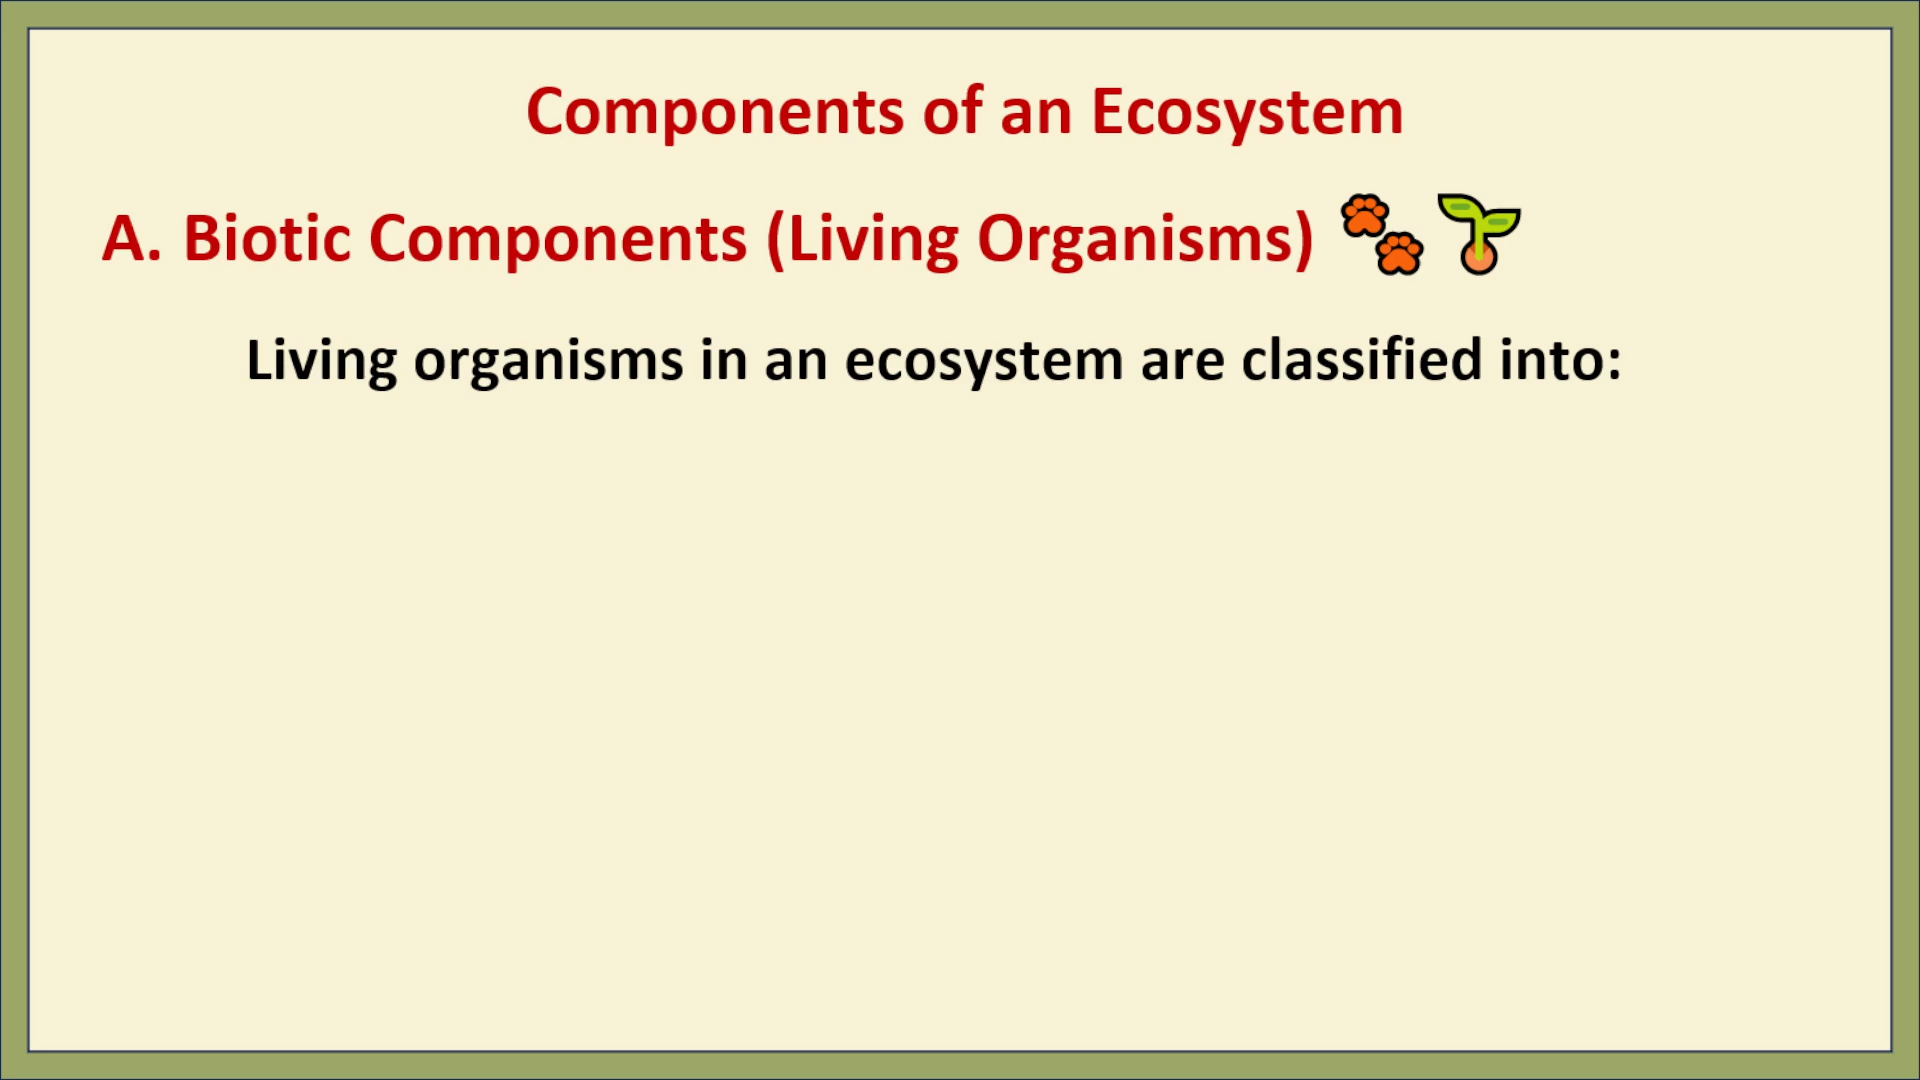 Components of an Ecosystem
A. Biotic Components (Living Organisms)
Living organisms in an ecosystem are classified into: